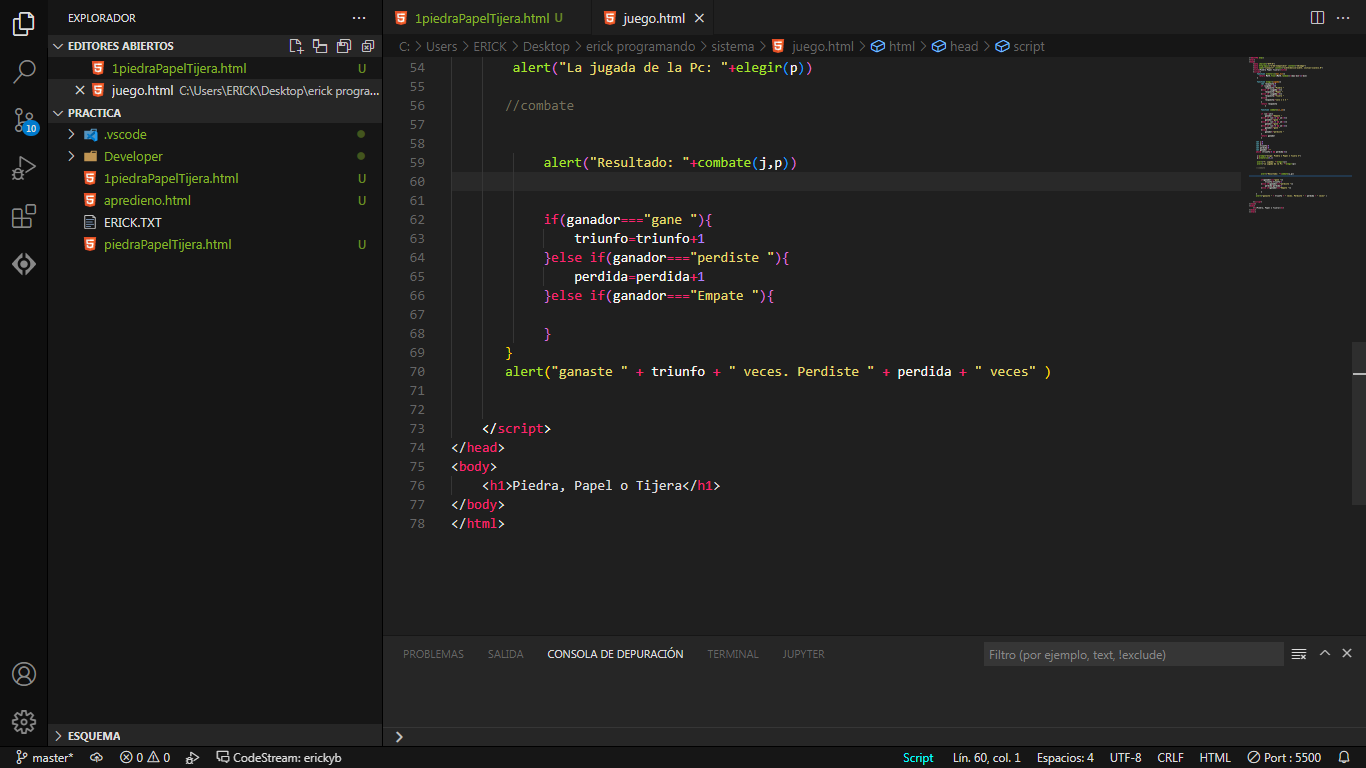 EXPLORADOR
EDITORES ABIERTOS
1piedraPapelTijera.html U
juego.html C:\Users\ERICK\Desktop\erick progra...
PRACTICA
.vscode
Developer
1piedraPapelTijera.html U
apredieno.html U
ERICK.TXT
piedraPapelTijera.html U
ESQUEMA
1piedraPapelTijera.html U juego.html
C: > Users > ERICK > Desktop > erick programando > sistema > juego.html > html > head > script
54 alert("La jugada de la Pc: "+elegir(p))
55
56 //combate
57
58
59 alert("Resultado: "+combate(j,p))
60
61
62 if(ganador==="gane "){
63 triunfo=triunfo+1
64 }else if(ganador==="perdiste "){
65 perdida=perdida+1
66 }else if(ganador==="Empate "){
67
68 }
69 }
70 alert("ganaste " + triunfo + " veces. Perdiste " + perdida + " veces" )
71
72
73 </script>
74 </head>
75 <body>
76 <h1>Piedra, Papel o Tijera</h1>
77 </body>
78 </html>
PROBLEMAS SALIDA CONSOLA DE DEPURACIÓN TERMINAL JUPYTER Filtro (por ejemplo, text, !exclude)
10
master* 0 0 CodeStream: erickyb Script Lín. 60, col. 1 Espacios: 4 UTF-8 CRLF HTML Port : 5500